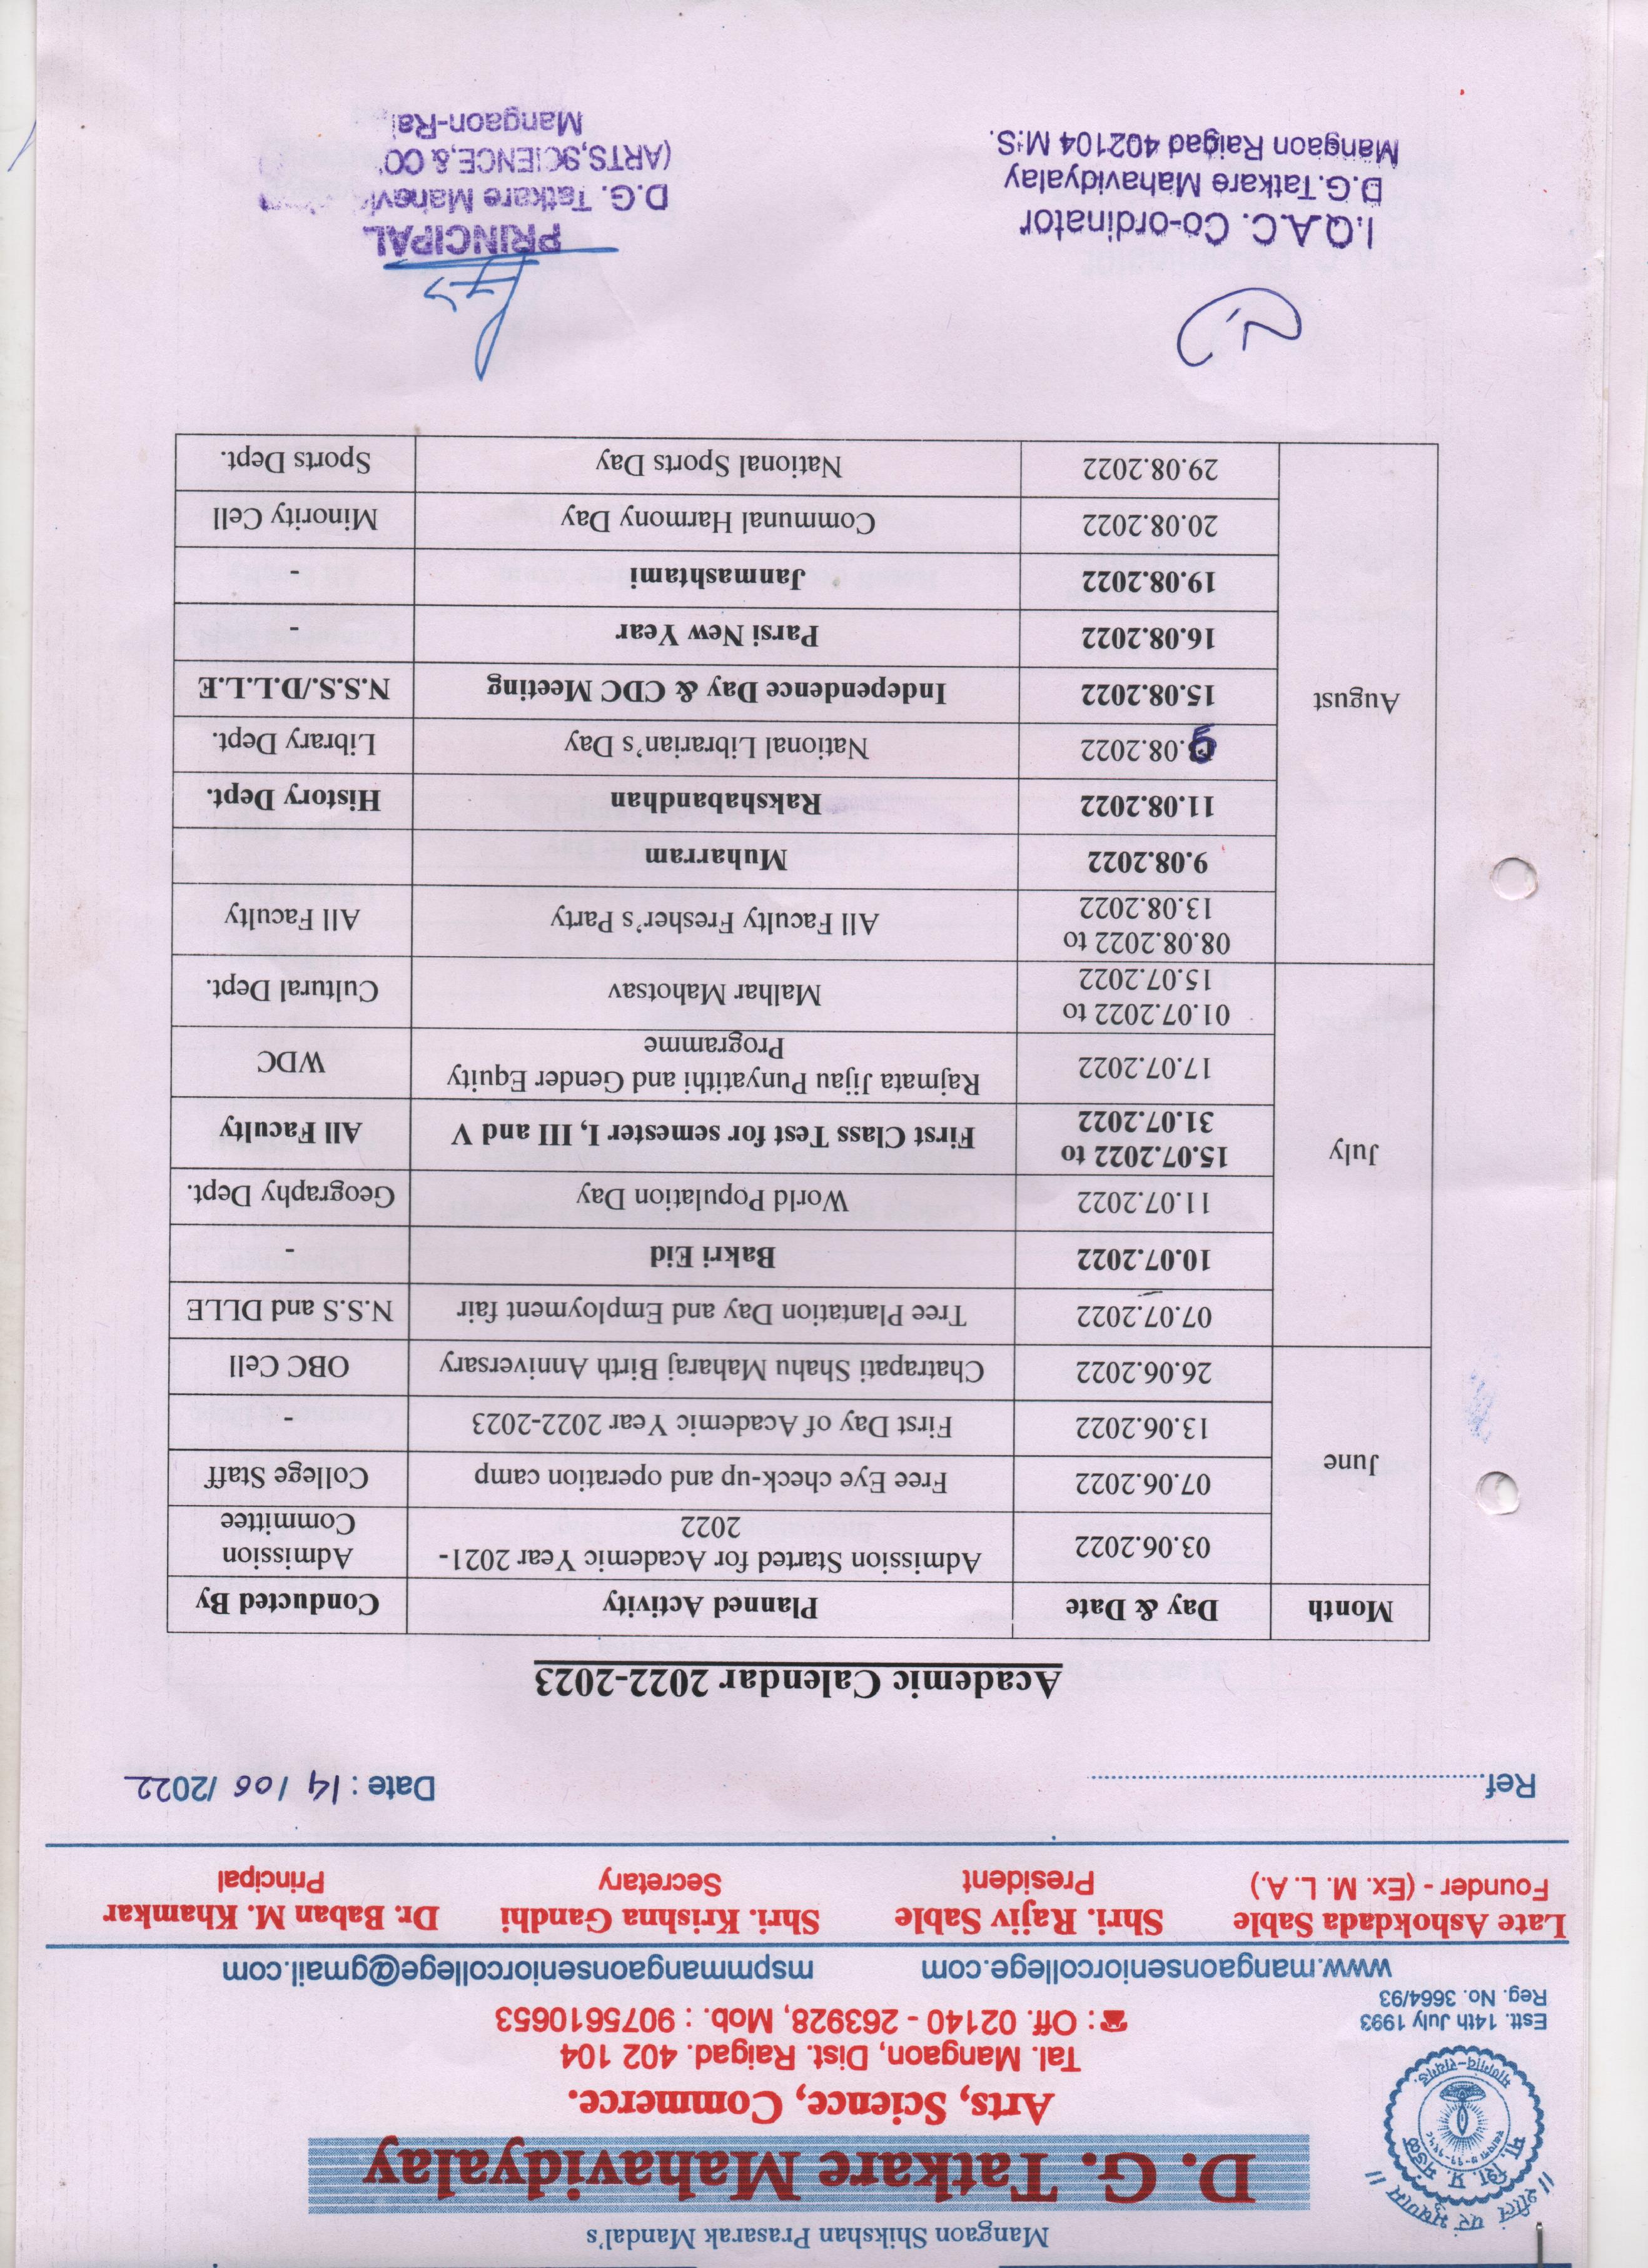 Mangaon Shikshan Prasarak Mandal's
D. G. Tatkare Mahavidyalay
Arts, Science, Commerce.
Tal. Mangaon, Dist. Raigad. 402 104
☎: Off. 02140 - 263928, Mob. : 9075610653
॥ शीलं परं भुषणम ॥
मा. शि. प्र. मंडळ
माणगांव-रायगड.
Estt. 14th July 1993
Reg. No. 3664/93
www.mangaonseniorcollege.com mspmmangaonseniorcollege@gmail.com
Late Ashokdada Sable Shri. Rajiv Sable Shri. Krishna Gandhi Dr. Baban M. Khamkar
Founder - (Ex. M. L. A.) President Secretary Principal
Ref.................................................... Date : 14 / 06 /2022
Academic Calendar 2022-2023
Month Day & Date Planned Activity Conducted By
June
03.06.2022 Admission Started for Academic Year 2021- Admission
2022 Committee
07.06.2022 Free Eye check-up and operation camp College Staff
13.06.2022 First Day of Academic Year 2022-2023 -
26.06.2022 Chatrapati Shahu Maharaj Birth Anniversary OBC Cell
July
07.07.2022 Tree Plantation Day and Employment fair N.S.S and DLLE
10.07.2022 Bakri Eid -
11.07.2022 World Population Day Geography Dept.
15.07.2022 to
31.07.2022 First Class Test for semester I, III and V All Faculty
17.07.2022 Rajmata Jijau Punyatithi and Gender Equity
Programme WDC
01.07.2022 to
15.07.2022 Malhar Mahotsav Cultural Dept.
August
08.08.2022 to
13.08.2022 All Faculty Fresher's Party All Faculty
9.08.2022 Muharram
11.08.2022 Rakshabandhan History Dept.
9.08.2022 National Librarian's Day Library Dept.
15.08.2022 Independence Day & CDC Meeting N.S.S./D.L.L.E
16.08.2022 Parsi New Year -
19.08.2022 Janmashtami -
20.08.2022 Communal Harmony Day Minority Cell
29.08.2022 National Sports Day Sports Dept.
I.Q.A.C. Co-ordinator
D.G.Tatkare Mahavidyalay
Mangaon Raigad 402104 M.S.
PRINCIPAL
D.G. Tatkare
(ARTS,SCIENCE,&
Mangaon-Rai